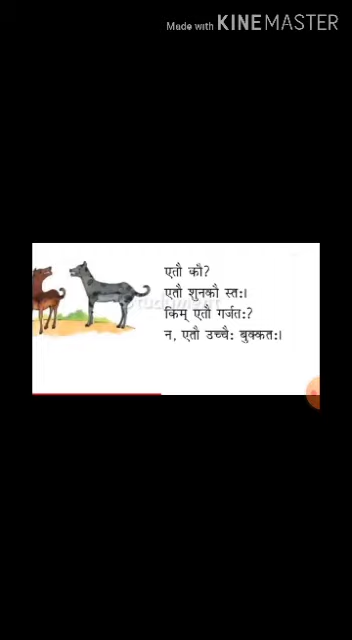 Made with KINEMASTER
एतौ कौ?
एतौ शुनकौ स्तः।
किम् एतौ गर्जतः?
न, एतौ उच्चैः बुक्कतः।